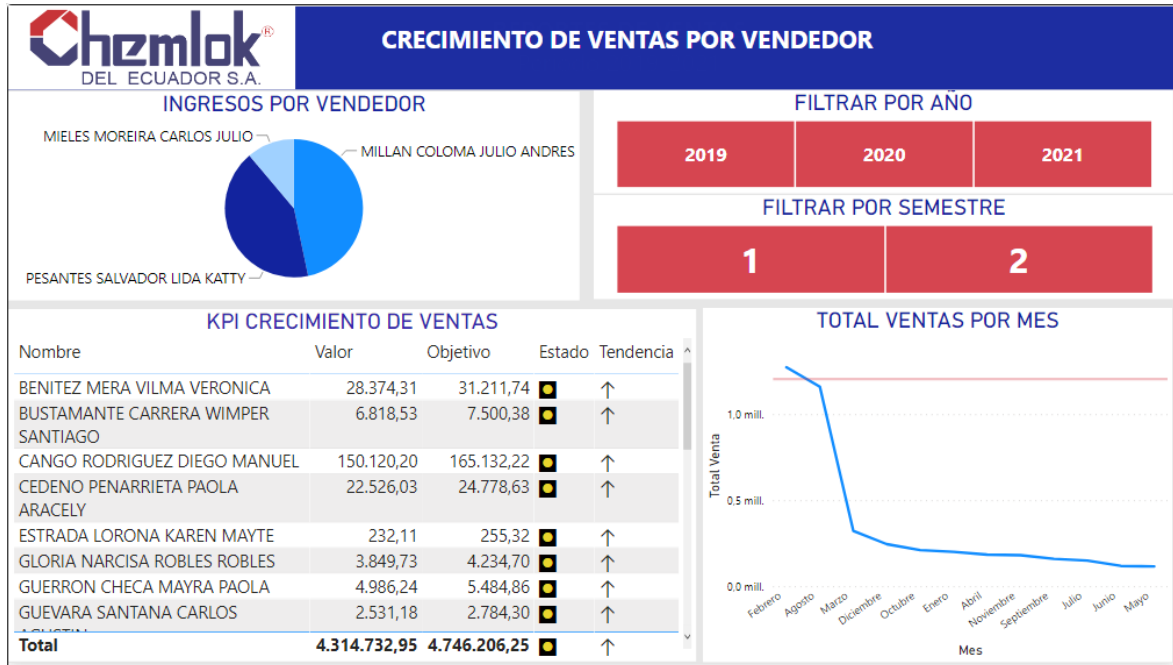 Chemlok®
DEL ECUADOR S.A.
CRECIMIENTO DE VENTAS POR VENDEDOR
INGRESOS POR VENDEDOR
MIELES MOREIRA CARLOS JULIO
MILLAN COLOMA JULIO ANDRES
PESANTES SALVADOR LIDA KATTY
FILTRAR POR AÑO
2019 2020 2021
FILTRAR POR SEMESTRE
1 2
KPI CRECIMIENTO DE VENTAS
Nombre Valor Objetivo Estado Tendencia
BENITEZ MERA VILMA VERONICA 28.374,31 31.211,74 ↑
BUSTAMANTE CARRERA WIMPER 6.818,53 7.500,38 ↑
SANTIAGO
CANGO RODRIGUEZ DIEGO MANUEL 150.120,20 165.132,22 ↑
CEDENO PENARRIETA PAOLA 22.526,03 24.778,63 ↑
ARACELY
ESTRADA LORONA KAREN MAYTE 232,11 255,32 ↑
GLORIA NARCISA ROBLES ROBLES 3.849,73 4.234,70 ↑
GUERRON CHECA MAYRA PAOLA 4.986,24 5.484,86 ↑
GUEVARA SANTANA CARLOS 2.531,18 2.784,30 ↑
Total 4.314.732,95 4.746.206,25 ↑
TOTAL VENTAS POR MES
Total Venta
1,0 mill.
0,5 mill.
0,0 mill.
Febrero Agosto Marzo Diciembre Octubre Enero Abril Noviembre Septiembre Julio Junio Mayo
Mes